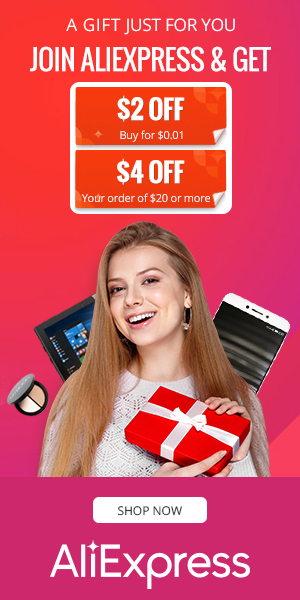 A GIFT JUST FOR YOU
JOIN ALIEXPRESS & GET
$2 OFF
Buy for $0.01
$4 OFF
Your order of $20 or more
SHOP NOW
AliExpress